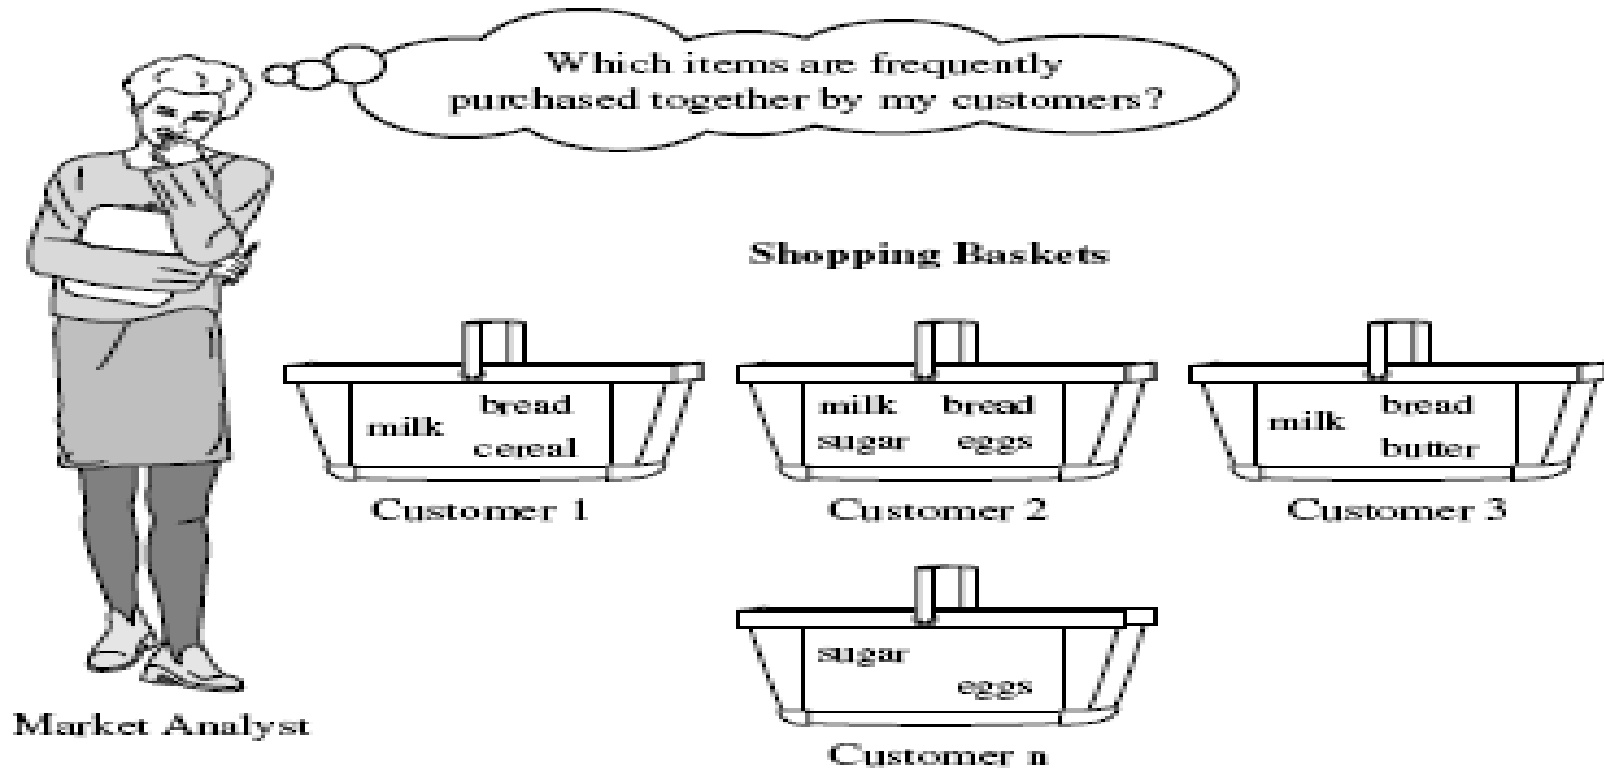 Which items are frequently
purchased together by my customers?
Shopping Baskets
milk
bread
cereal
Customer 1
milk bread
sugar eggs
Customer 2
milk
bread
butter
Customer 3
sugar
eggs
Customer n
Market Analyst